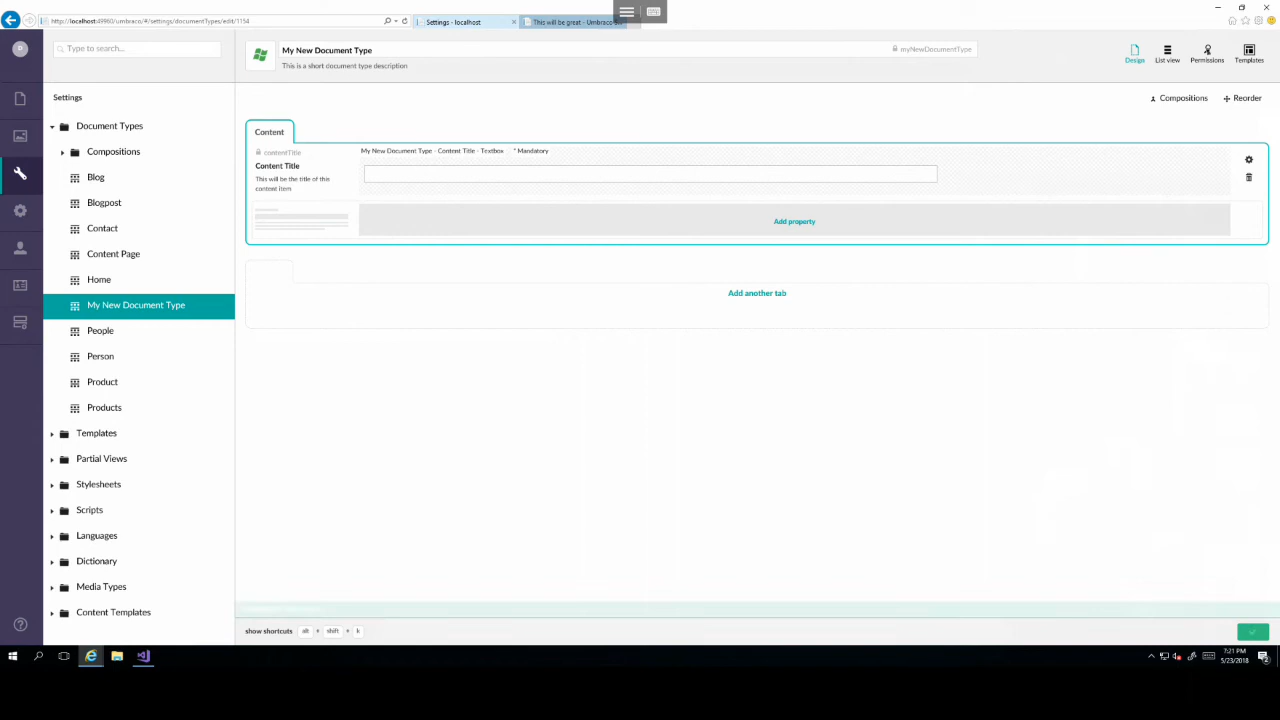 http://localhost:49960/umbraco/#/settings/documentTypes/edit/1154
Settings - localhost
This will be great - Umbraco
Type to search...
My New Document Type
This is a short document type description
myNewDocumentType
Design
List view
Permissions
Templates
Settings
Compositions
Reorder
Document Types
Compositions
Blog
Blogpost
Contact
Content Page
Home
My New Document Type
People
Person
Product
Products
Templates
Partial Views
Stylesheets
Scripts
Languages
Dictionary
Media Types
Content Templates
Content
contentTitle
Content Title
This will be the title of this
content item
My New Document Type - Content Title - Textbox
* Mandatory
Add property
Add another tab
show shortcuts alt + shift + k
7:21 PM
5/23/2018
2